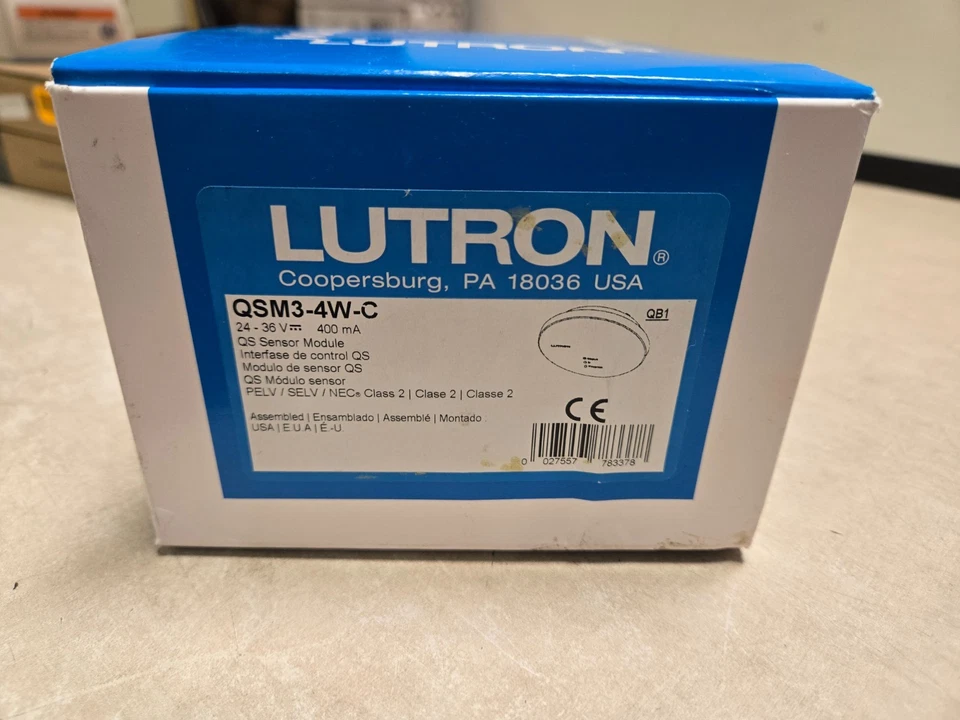 LUTRON
LUTRON®
Coopersburg, PA 18036 USA
QSM3-4W-C
24 - 36 V⎓ 400 mA
QS Sensor Module
Interfase de control QS
Modulo de sensor QS
QS Módulo sensor
PELV / SELV / NEC® Class 2 | Clase 2 | Classe 2
Assembled | Ensamblado | Assemblé | Montado
USA | E.U.A | É.-U.
QB1
LUTRON
CE
0 027557 783378